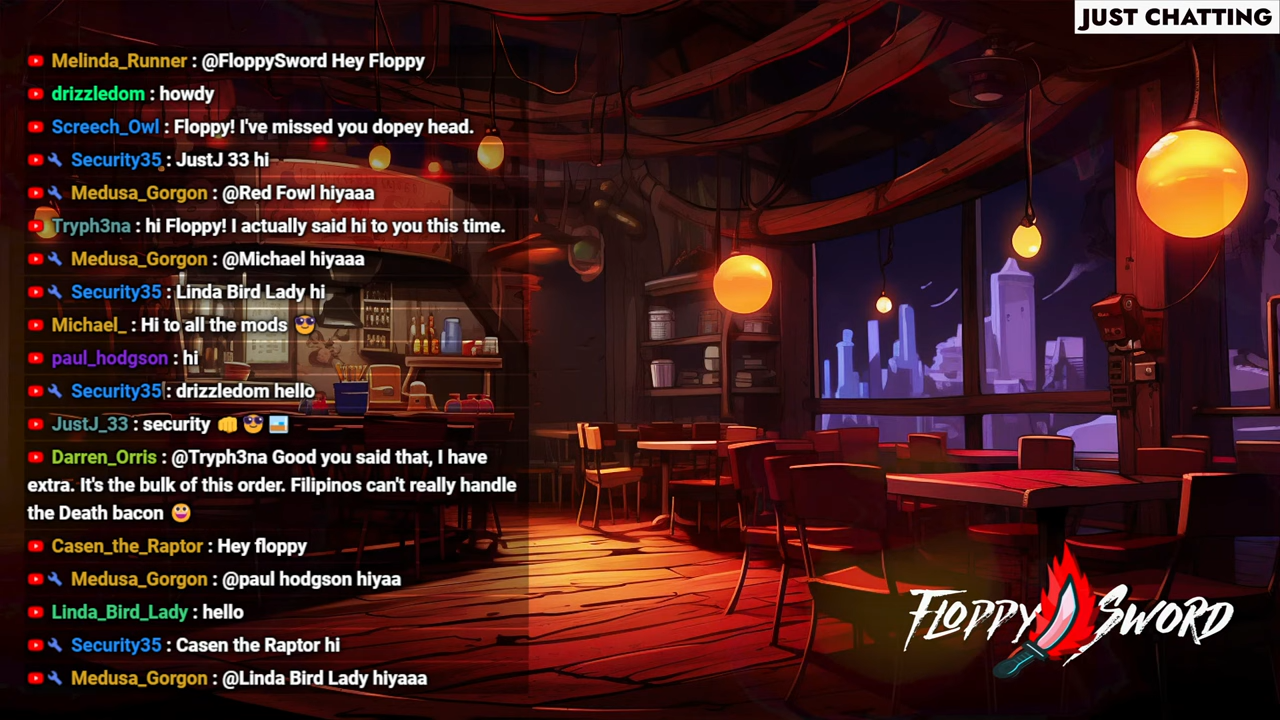 JUST CHATTING
Melinda_Runner : @FloppySword Hey Floppy
drizzledom : howdy
Screech_Owl : Floppy! I've missed you dopey head.
Security35 : JustJ 33 hi
Medusa_Gorgon : @Red Fowl hiyaaa
Tryph3na : hi Floppy! I actually said hi to you this time.
Medusa_Gorgon : @Michael hiyaaa
Security35 : Linda Bird Lady hi
Michael_ : Hi to all the mods 😎
paul_hodgson : hi
Security35 : drizzledom hello
JustJ_33 : security 👊😎🖼️
Darren_Orris : @Tryph3na Good you said that, I have
extra. It's the bulk of this order. Filipinos can't really handle
the Death bacon 😀
Casen_the_Raptor : Hey floppy
Medusa_Gorgon : @paul hodgson hiyaa
Linda_Bird_Lady : hello
Security35 : Casen the Raptor hi
Medusa_Gorgon : @Linda Bird Lady hiyaaa
FLOPPY SWORD